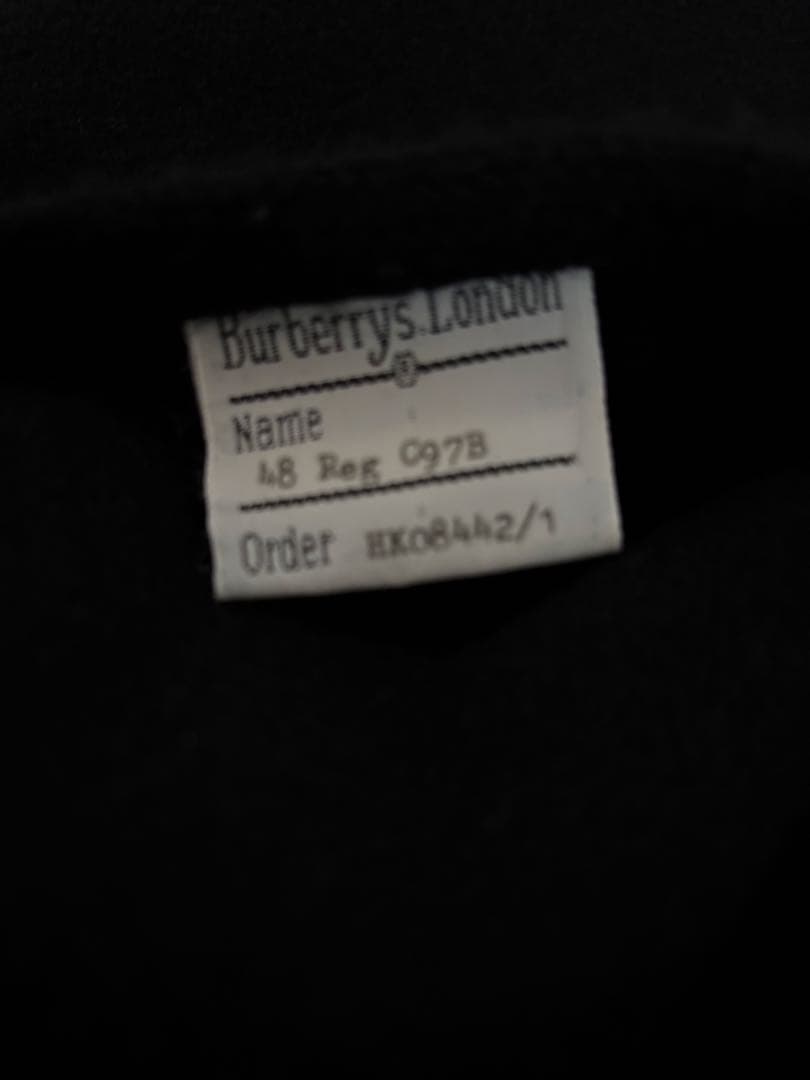 Burberrys.London
Name
48 Reg C97B
Order HK08442/1